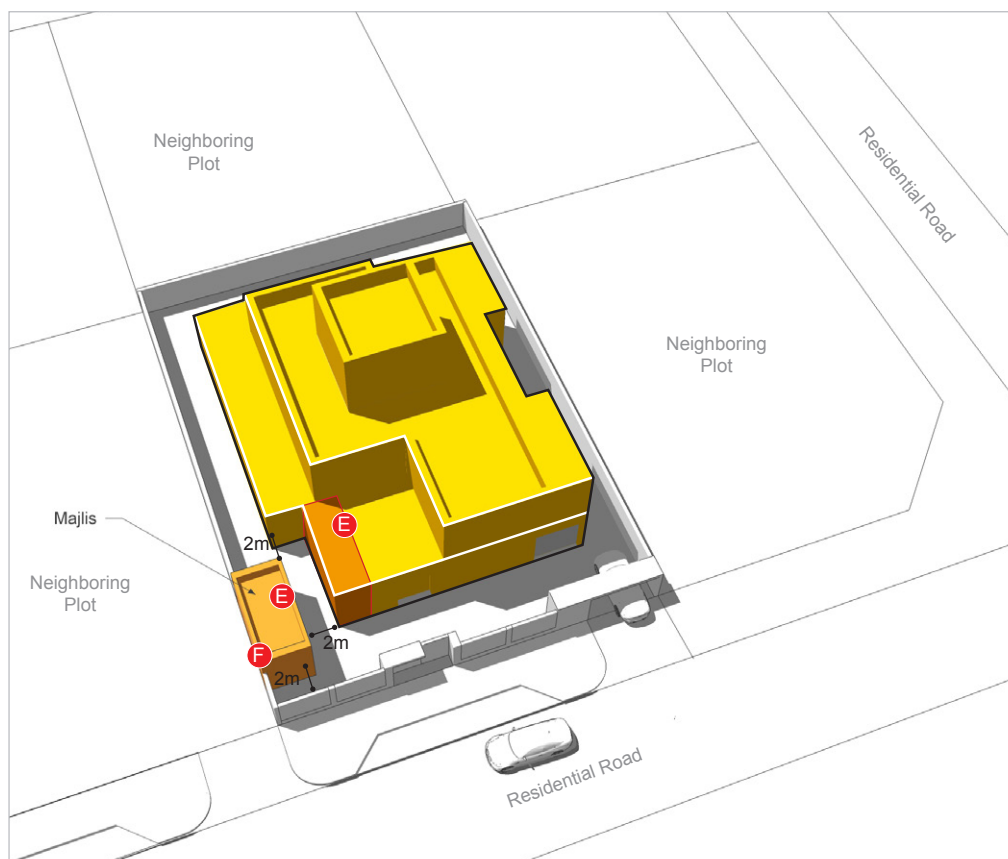 Neighboring
Plot
Residential Road
Neighboring
Plot
E
Majlis
2m
Neighboring
Plot
E
2m
F
2m
Residential Road